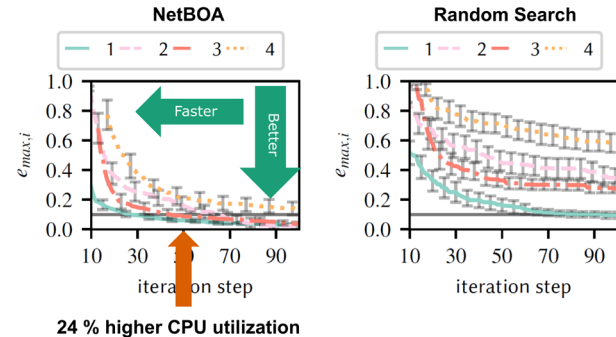 NetBOA
Random Search
1 2 3 4
1 2 3 4
1.0
0.8
0.6
0.4
0.2
0.0
e_max,i
Faster
Better
10 30 50 70 90
iteration step
24 % higher CPU utilization
1.0
0.8
0.6
0.4
0.2
0.0
e_max,i
10 30 50 70 90
iteration step